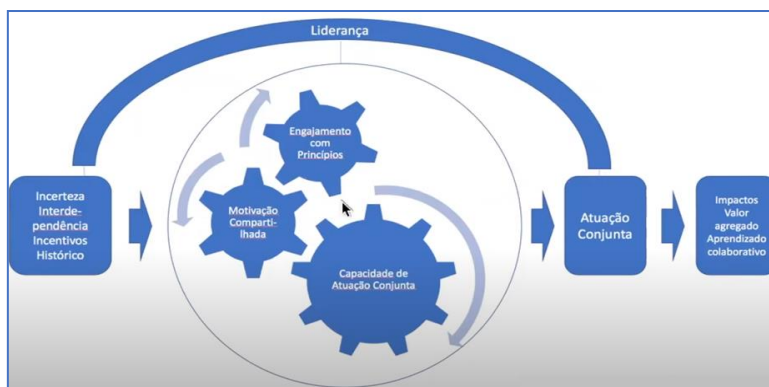 Liderança
Engajamento
com
Princípios
Incerteza
Interde-
pendência
Incentivos
Histórico
Motivação
Comparti-
lhada
Capacidade de
Atuação Conjunta
Atuação
Conjunta
Impactos
Valor
agregado
Aprendizado
colaborativo